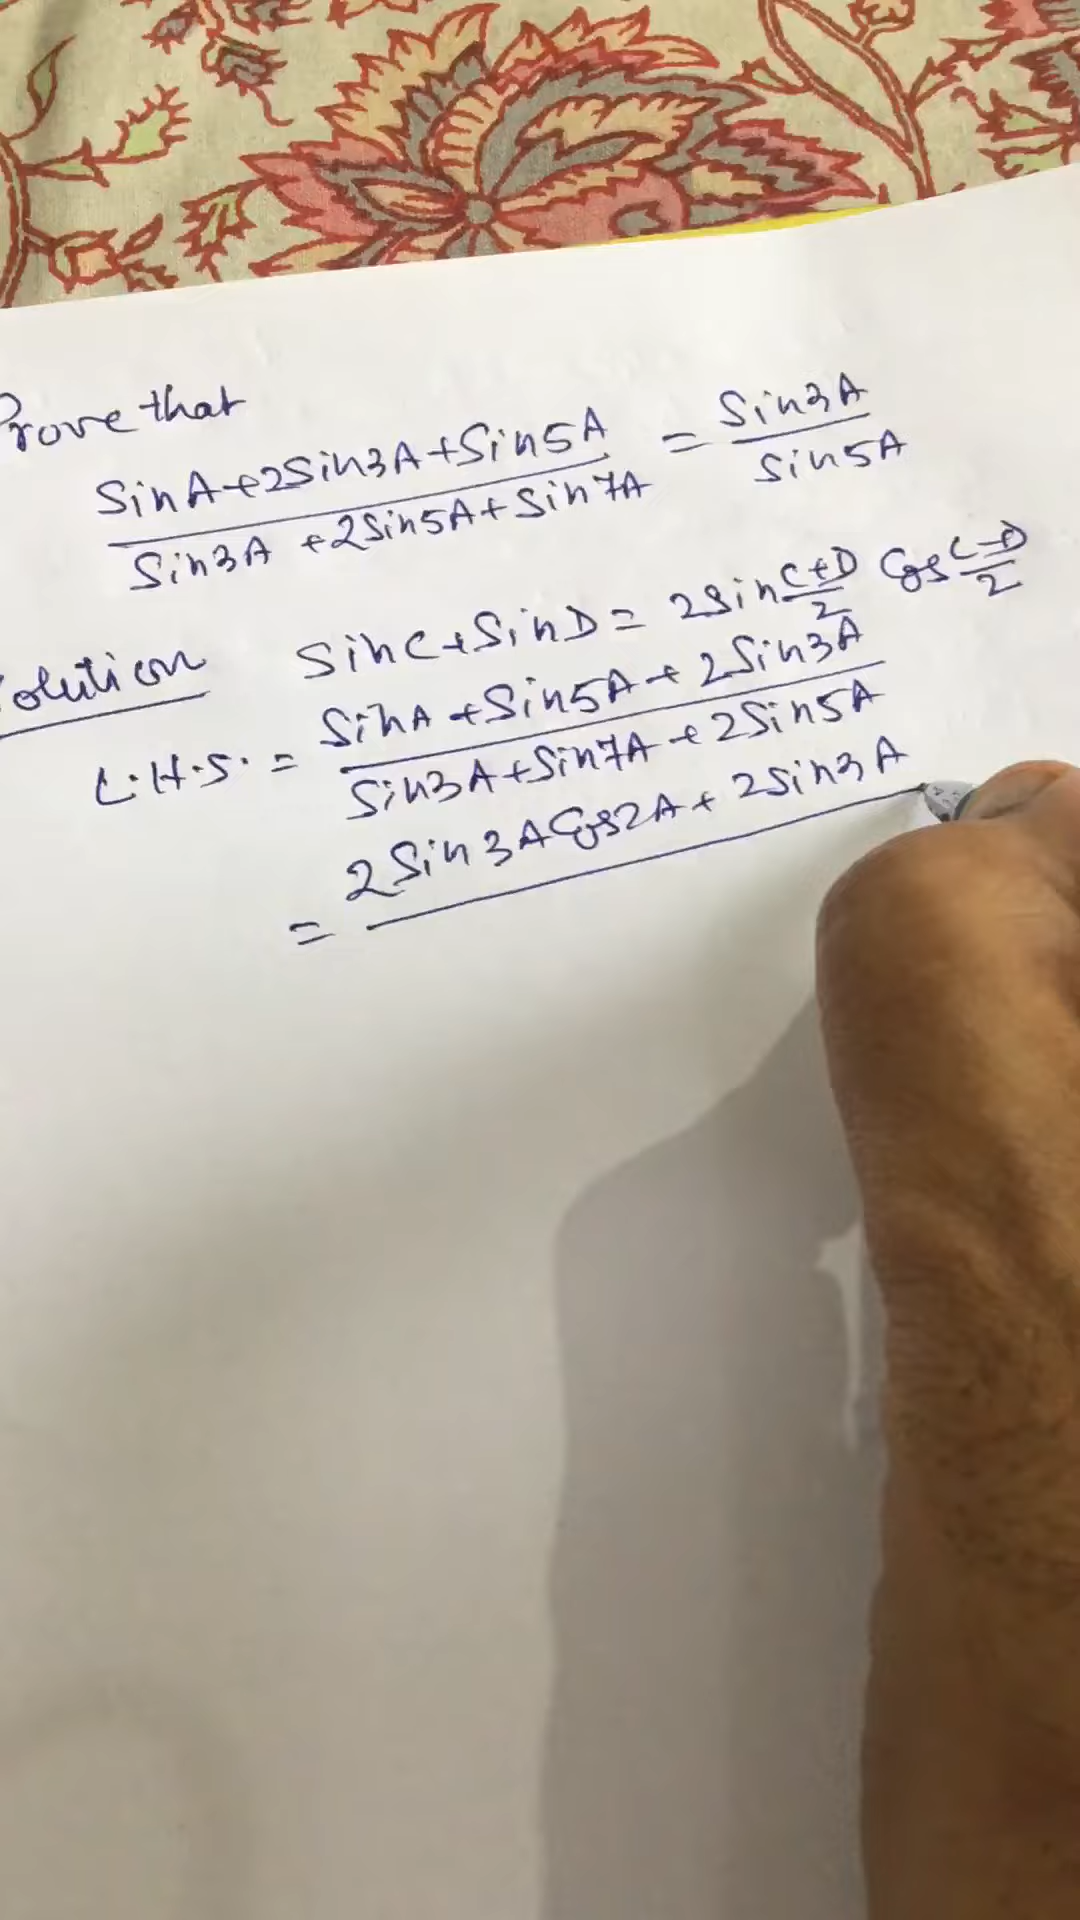 Prove that
SinA+2Sin3A+Sin5A / Sin3A+2Sin5A+Sin7A = Sin3A / Sin5A
Solution SinC+SinD = 2Sin C+D/2 Cos C-D/2
L.H.S. = SinA+Sin5A+2Sin3A / Sin3A+Sin7A+2Sin5A
= 2Sin3ACos2A+2Sin3A